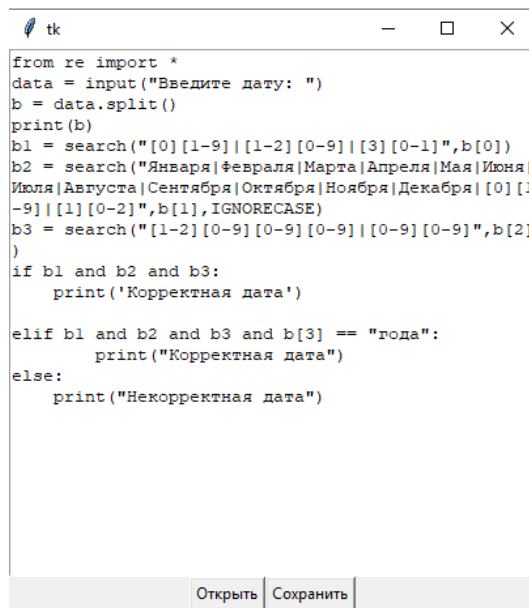 tk
from re import *
data = input("Введите дату: ")
b = data.split()
print(b)
b1 = search("[0][1-9]|[1-2][0-9]|[3][0-1]",b[0])
b2 = search("Января|Февраля|Марта|Апреля|Мая|Июня|
Июля|Августа|Сентября|Октября|Ноября|Декабря|[0][1
-9]|[1][0-2]",b[1],IGNORECASE)
b3 = search("[1-2][0-9][0-9][0-9]|[0-9][0-9]",b[2]
)
if b1 and b2 and b3:
    print('Корректная дата')
elif b1 and b2 and b3 and b[3] == "года":
        print("Корректная дата")
else:
    print("Некорректная дата")
Открыть Сохранить